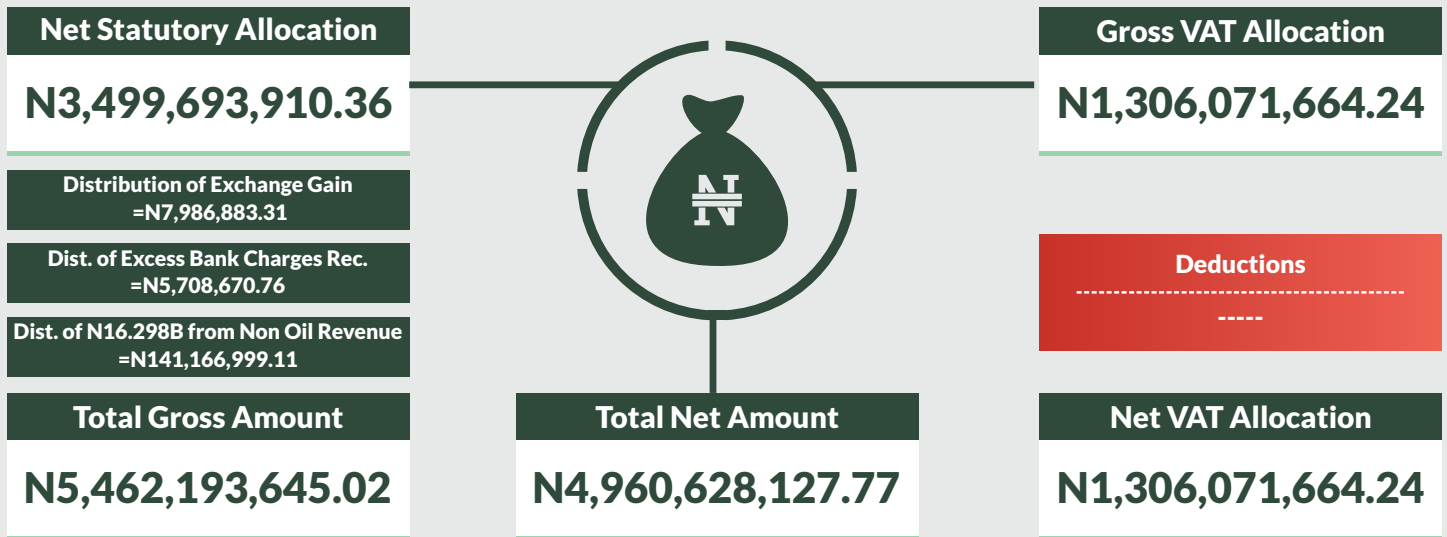 Net Statutory Allocation
N3,499,693,910.36
Distribution of Exchange Gain
=N7,986,883.31
Dist. of Excess Bank Charges Rec.
=N5,708,670.76
Dist. of N16.298B from Non Oil Revenue
=N141,166,999.11
Total Gross Amount
N5,462,193,645.02
₦
Total Net Amount
N4,960,628,127.77
Gross VAT Allocation
N1,306,071,664.24
Deductions
--------------------------------------------
-----
Net VAT Allocation
N1,306,071,664.24